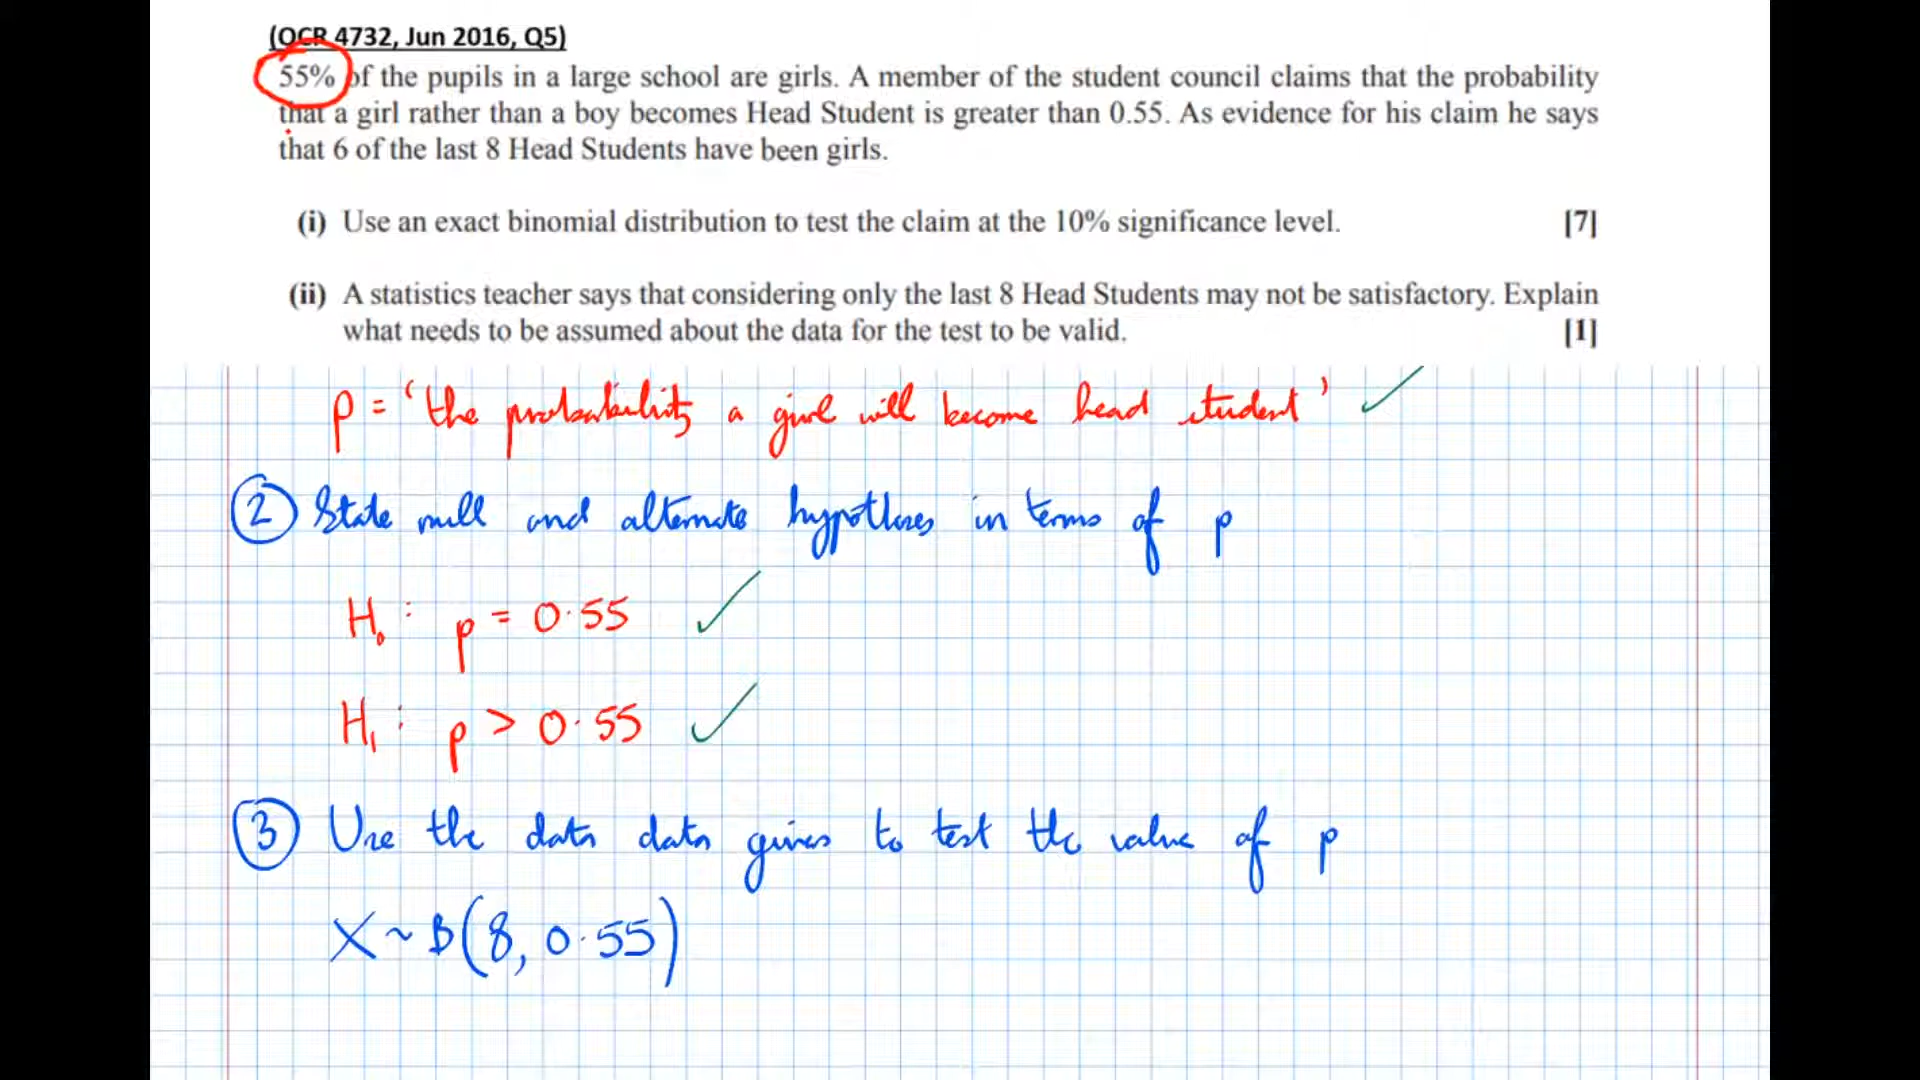 (OCR 4732, Jun 2016, Q5)
55% of the pupils in a large school are girls. A member of the student council claims that the probability
that a girl rather than a boy becomes Head Student is greater than 0.55. As evidence for his claim he says
that 6 of the last 8 Head Students have been girls.
(i) Use an exact binomial distribution to test the claim at the 10% significance level. [7]
(ii) A statistics teacher says that considering only the last 8 Head Students may not be satisfactory. Explain
what needs to be assumed about the data for the test to be valid. [1]
p = 'the probability a girl will become head student' ✓
② State null and alternate hypotheses in terms of p
H₀ : p = 0.55 ✓
H₁ : p > 0.55 ✓
③ Use the data data given to test the value of p
X ~ B(8, 0.55)